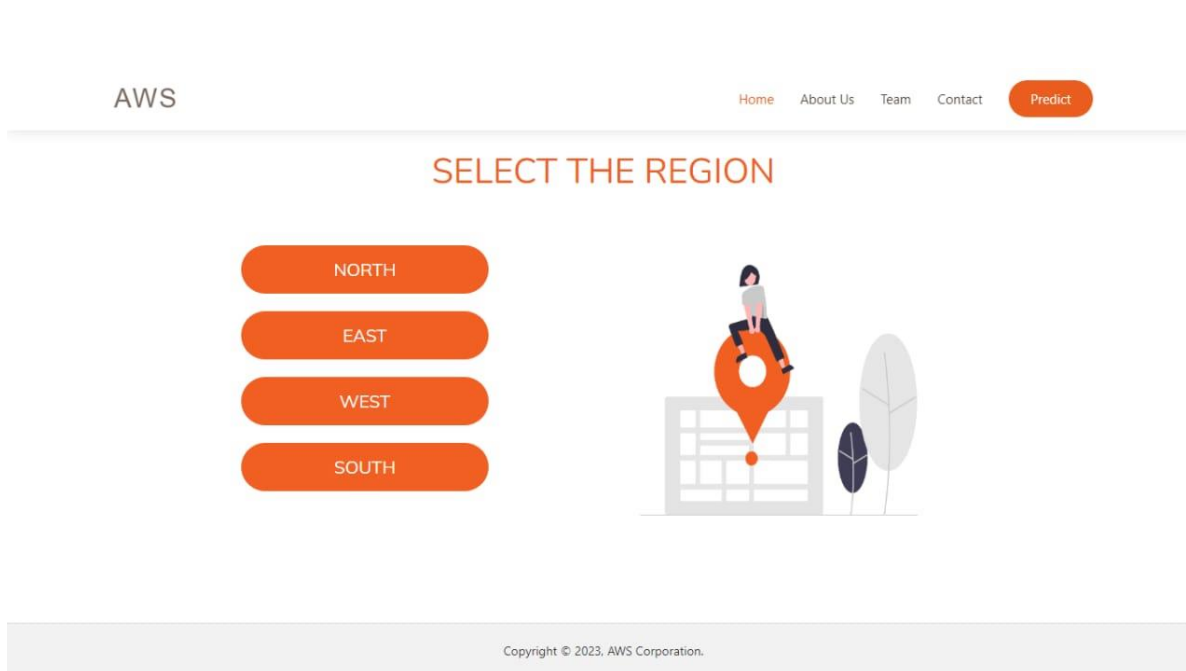 AWS
Home About Us Team Contact Predict
SELECT THE REGION
NORTH
EAST
WEST
SOUTH
Copyright © 2023, AWS Corporation.